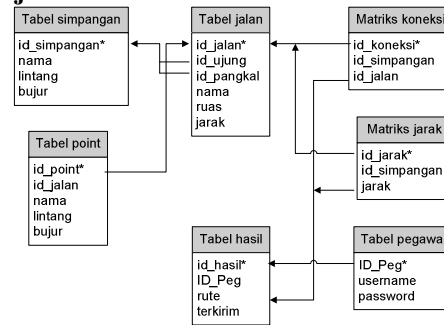 Tabel simpangan
id_simpangan*
nama
lintang
bujur
Tabel jalan
id_jalan*
id_ujung
id_pangkal
nama
ruas
jarak
Matriks koneksi
id_koneksi*
id_simpangan
id_jalan
Tabel point
id_point*
id_jalan
nama
lintang
bujur
Matriks jarak
id_jarak*
id_simpangan
jarak
Tabel hasil
id_hasil*
ID_Peg
rute
terkirim
Tabel pegawa
ID_Peg*
username
password